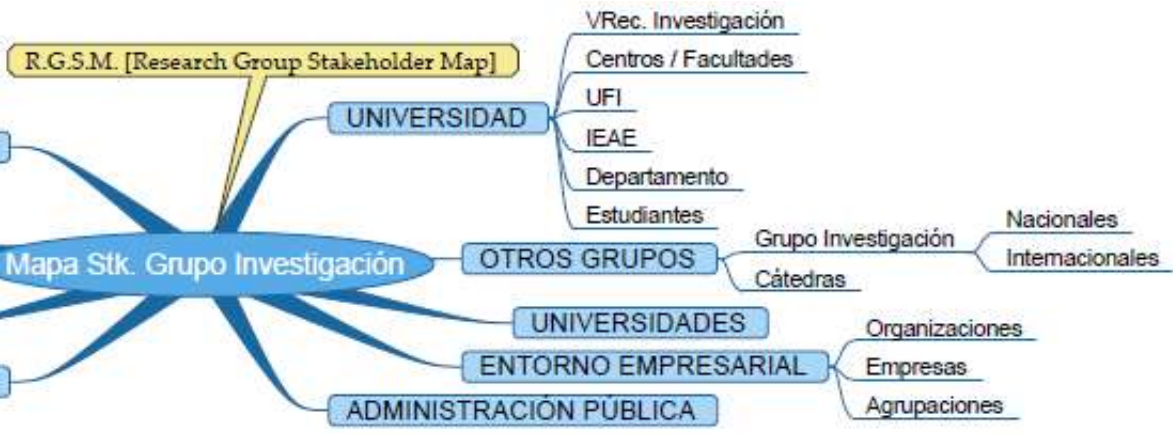 R.G.S.M. [Research Group Stakeholder Map]
Mapa Stk. Grupo Investigación
UNIVERSIDAD
VRec. Investigación
Centros / Facultades
UFI
IEAE
Departamento
Estudiantes
OTROS GRUPOS
Grupo Investigación
Nacionales
Internacionales
Cátedras
UNIVERSIDADES
ENTORNO EMPRESARIAL
Organizaciones
Empresas
Agrupaciones
ADMINISTRACIÓN PÚBLICA